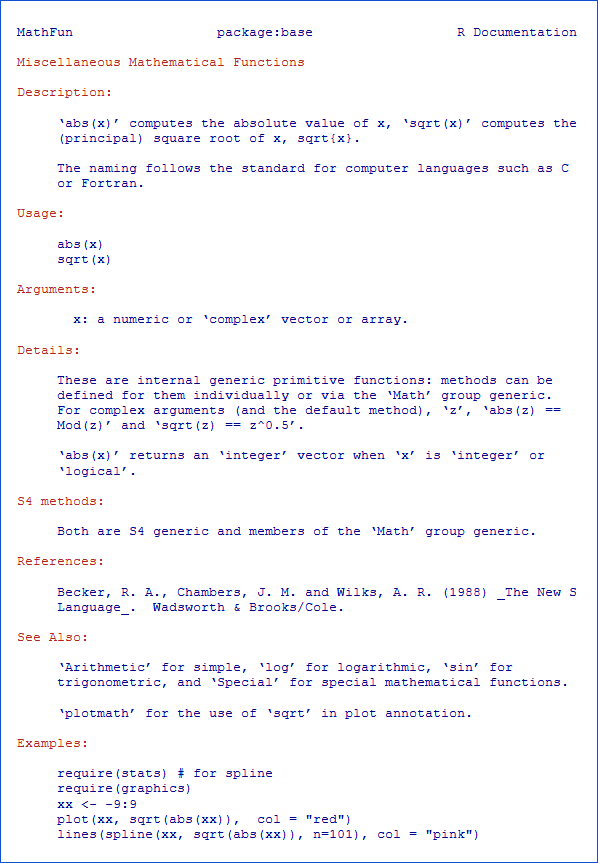 MathFun package:base R Documentation
Miscellaneous Mathematical Functions
Description:
‘abs(x)’ computes the absolute value of x, ‘sqrt(x)’ computes the
(principal) square root of x, sqrt{x}.
The naming follows the standard for computer languages such as C
or Fortran.
Usage:
abs(x)
sqrt(x)
Arguments:
x: a numeric or ‘complex’ vector or array.
Details:
These are internal generic primitive functions: methods can be
defined for them individually or via the ‘Math’ group generic.
For complex arguments (and the default method), ‘z’, ‘abs(z) ==
Mod(z)’ and ‘sqrt(z) == z^0.5’.
‘abs(x)’ returns an ‘integer’ vector when ‘x’ is ‘integer’ or
‘logical’.
S4 methods:
Both are S4 generic and members of the ‘Math’ group generic.
References:
Becker, R. A., Chambers, J. M. and Wilks, A. R. (1988) _The New S
Language_.  Wadsworth & Brooks/Cole.
See Also:
‘Arithmetic’ for simple, ‘log’ for logarithmic, ‘sin’ for
trigonometric, and ‘Special’ for special mathematical functions.
‘plotmath’ for the use of ‘sqrt’ in plot annotation.
Examples:
require(stats) # for spline
require(graphics)
xx <- -9:9
plot(xx, sqrt(abs(xx)),  col = "red")
lines(spline(xx, sqrt(abs(xx)), n=101), col = "pink")